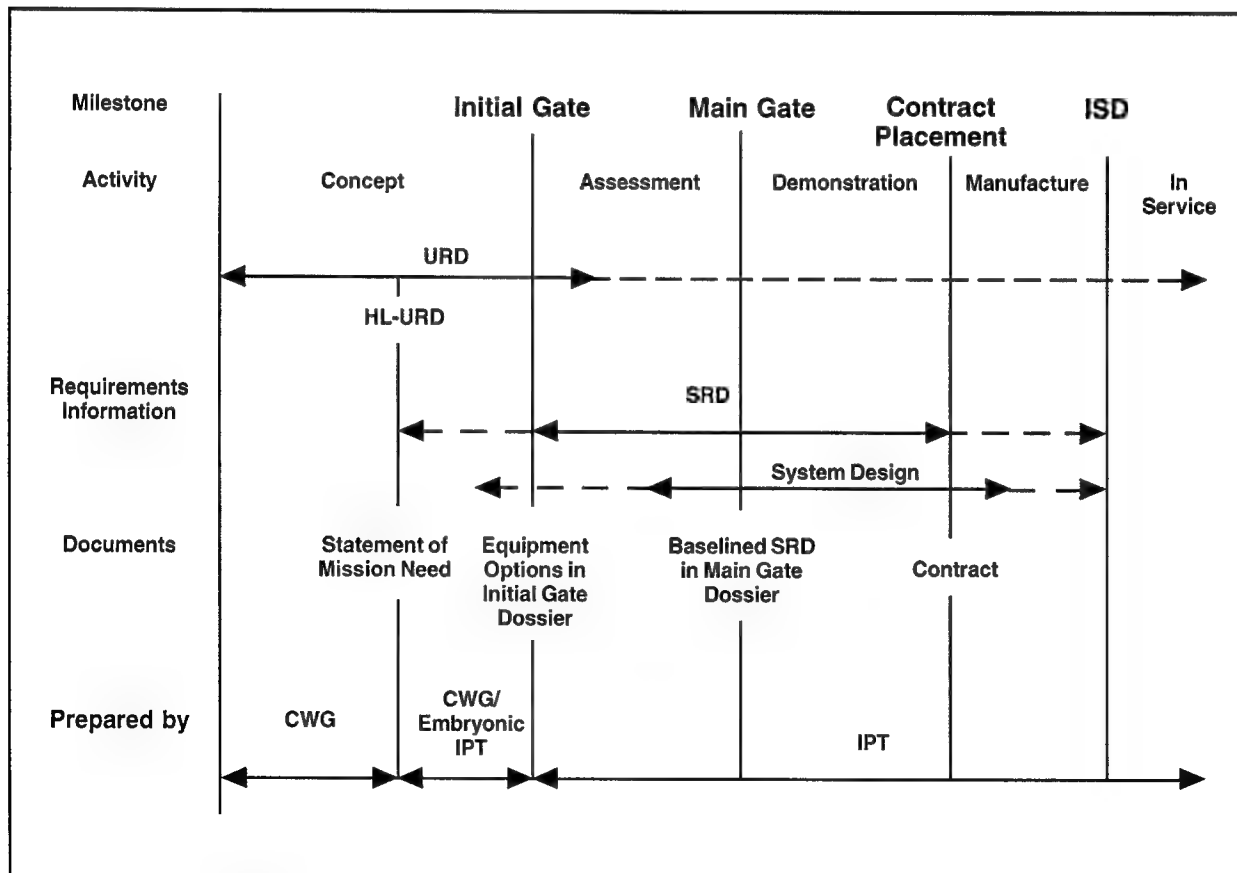 Milestone
Initial Gate
Main Gate
Contract
Placement
ISD
Activity
Concept
Assessment
Demonstration
Manufacture
In
Service
URD
HL-URD
Requirements
Information
SRD
System Design
Documents
Statement of
Mission Need
Equipment
Options in
Initial Gate
Dossier
Baselined SRD
in Main Gate
Dossier
Contract
Prepared by
CWG
CWG/
Embryonic
IPT
IPT